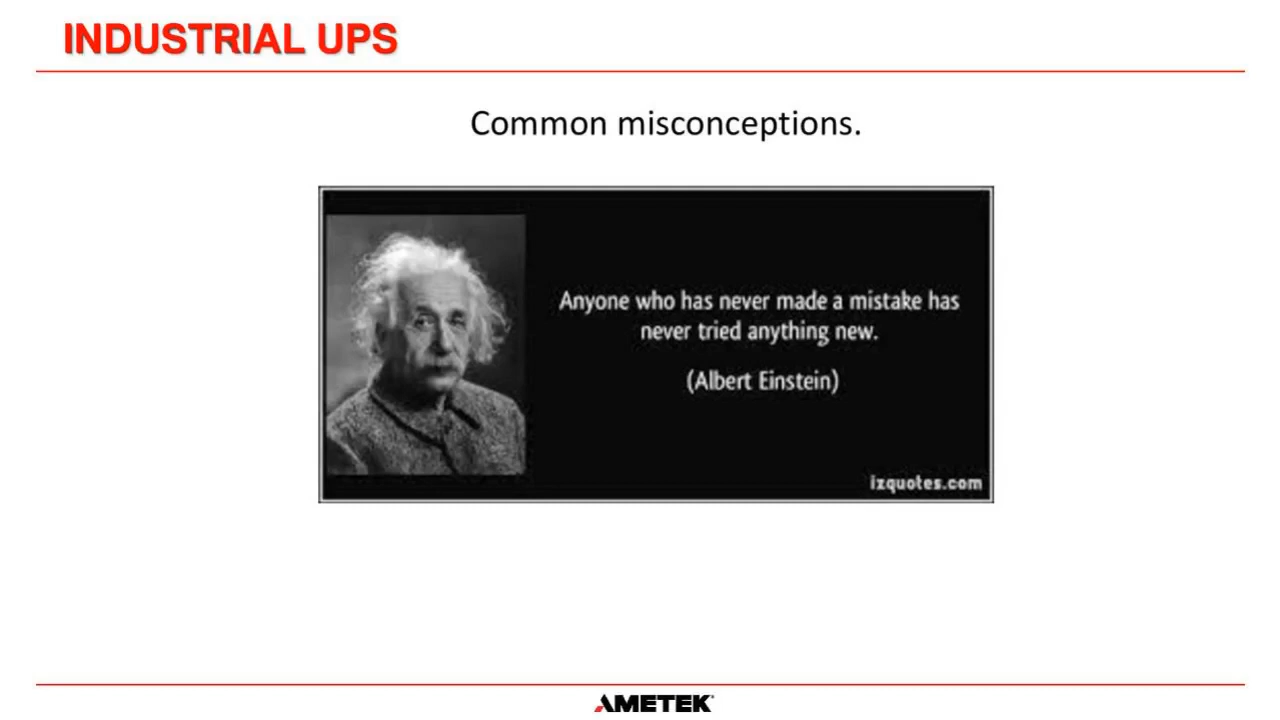 INDUSTRIAL UPS
Common misconceptions.
Anyone who has never made a mistake has
never tried anything new.
(Albert Einstein)
izquotes.com
AMETEK